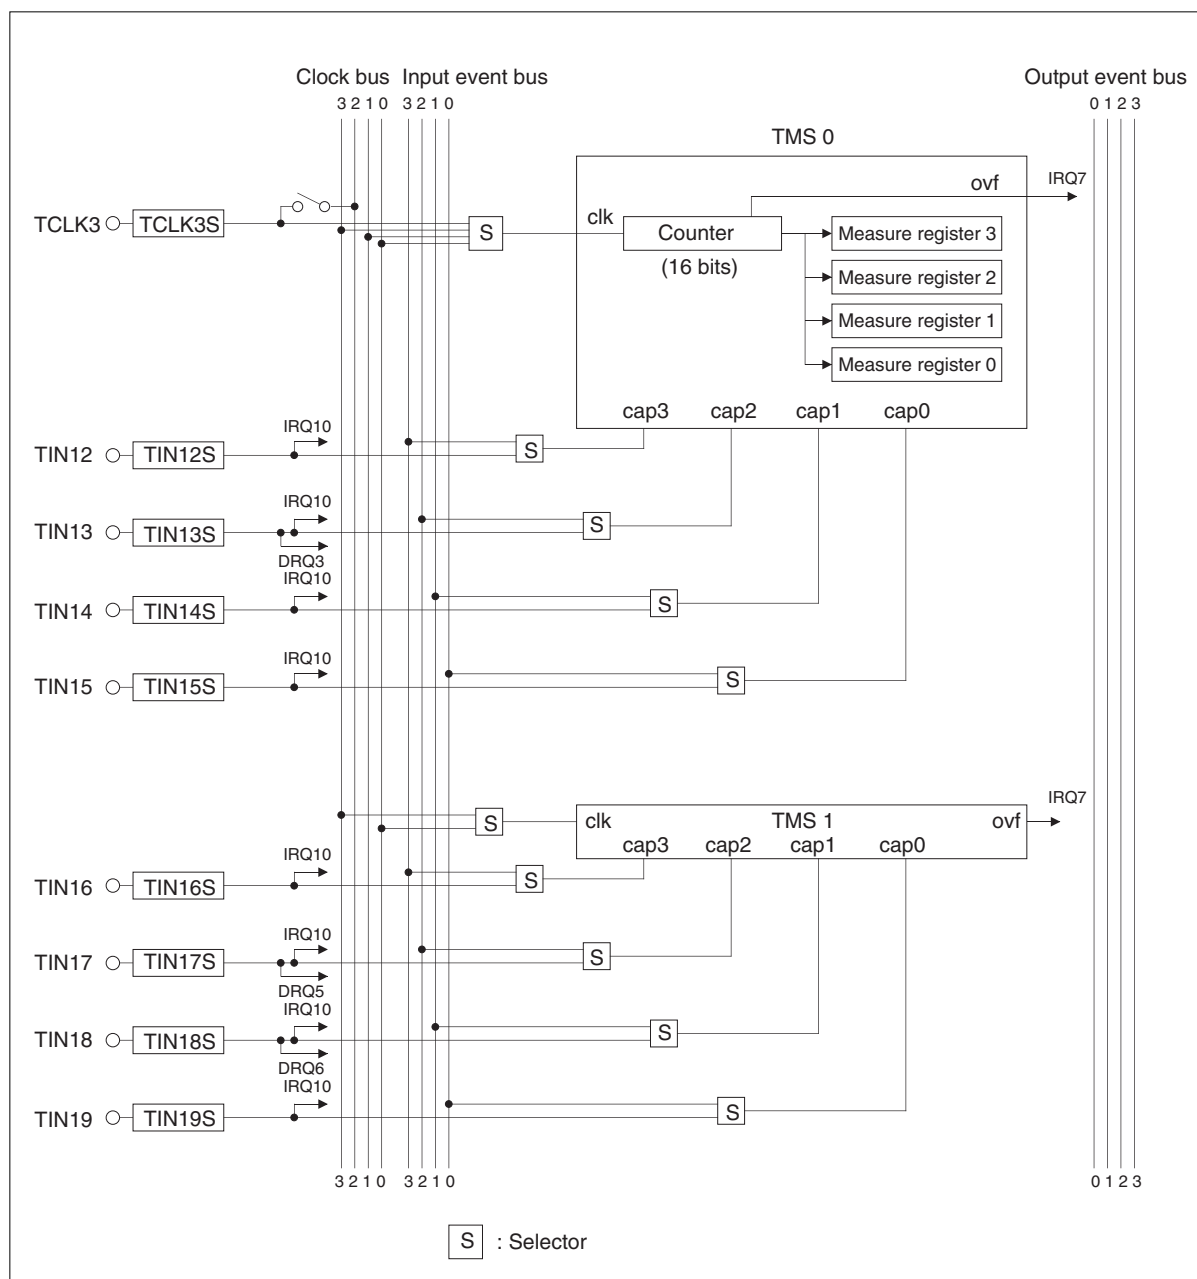 Clock bus Input event bus Output event bus
3 2 1 0 3 2 1 0 0 1 2 3
TMS 0
ovf IRQ7
TCLK3 TCLK3S S clk Counter Measure register 3
(16 bits) Measure register 2
Measure register 1
Measure register 0
cap3 cap2 cap1 cap0
IRQ10
TIN12 TIN12S S
IRQ10
TIN13 TIN13S S
DRQ3
IRQ10
TIN14 TIN14S S
IRQ10
TIN15 TIN15S S
IRQ7
S clk TMS 1 ovf
cap3 cap2 cap1 cap0
IRQ10
TIN16 TIN16S S
IRQ10
TIN17 TIN17S S
DRQ5
IRQ10
TIN18 TIN18S S
DRQ6
IRQ10
TIN19 TIN19S S
3 2 1 0 3 2 1 0 0 1 2 3
S : Selector